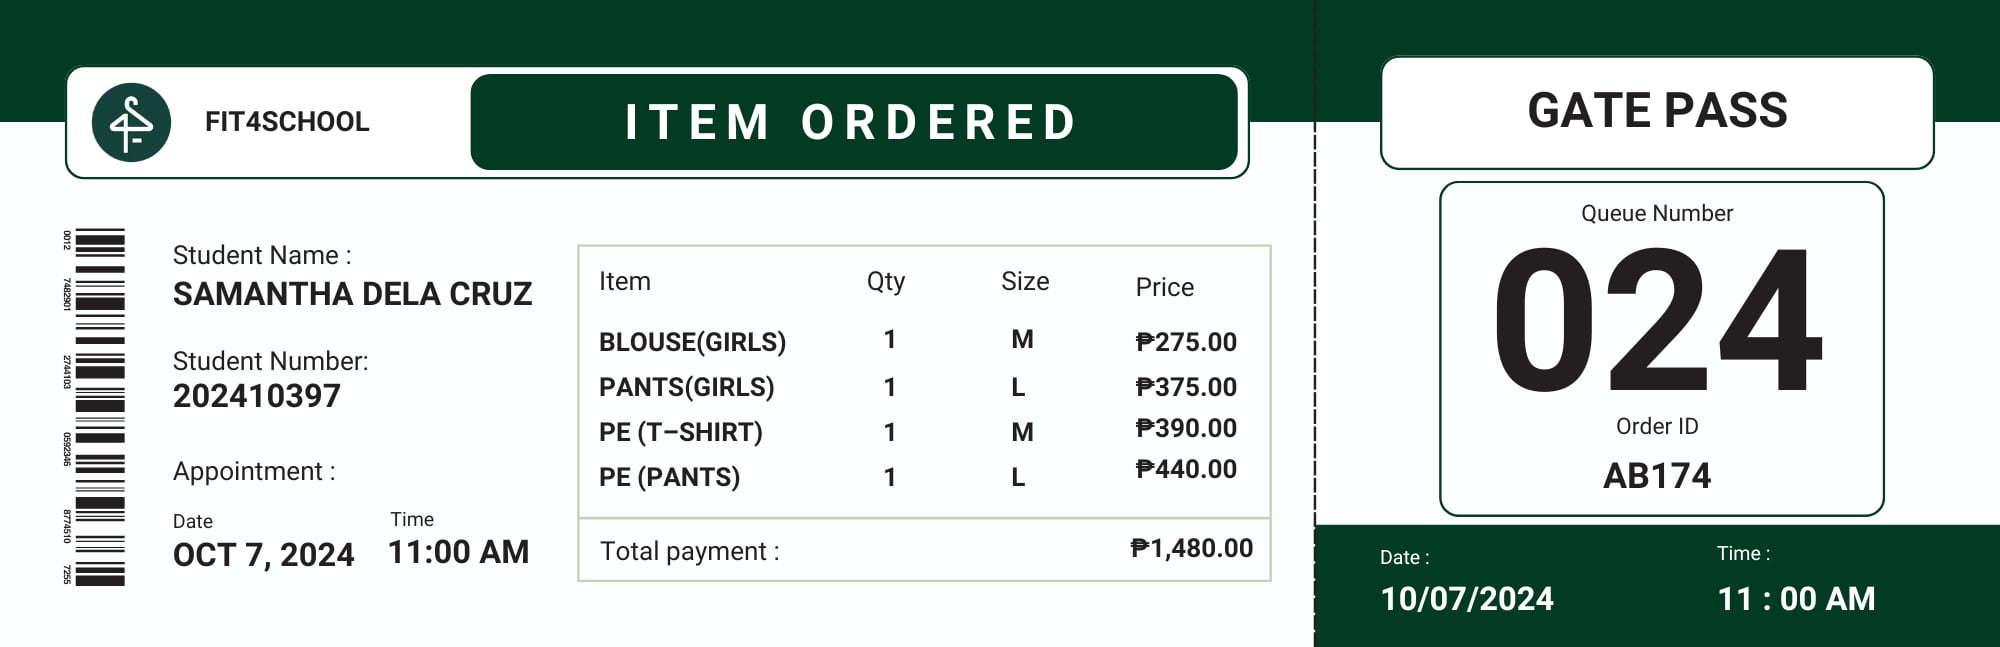 FIT4SCHOOL
ITEM ORDERED
0012
7482901
2744103
0592346
8774510
7255
Student Name :
SAMANTHA DELA CRUZ
Student Number:
202410397
Appointment :
Date Time
OCT 7, 2024 11:00 AM
Item Qty Size Price
BLOUSE(GIRLS) 1 M ₱275.00
PANTS(GIRLS) 1 L ₱375.00
PE (T–SHIRT) 1 M ₱390.00
PE (PANTS) 1 L ₱440.00
Total payment : ₱1,480.00
GATE PASS
Queue Number
024
Order ID
AB174
Date : Time :
10/07/2024 11 : 00 AM